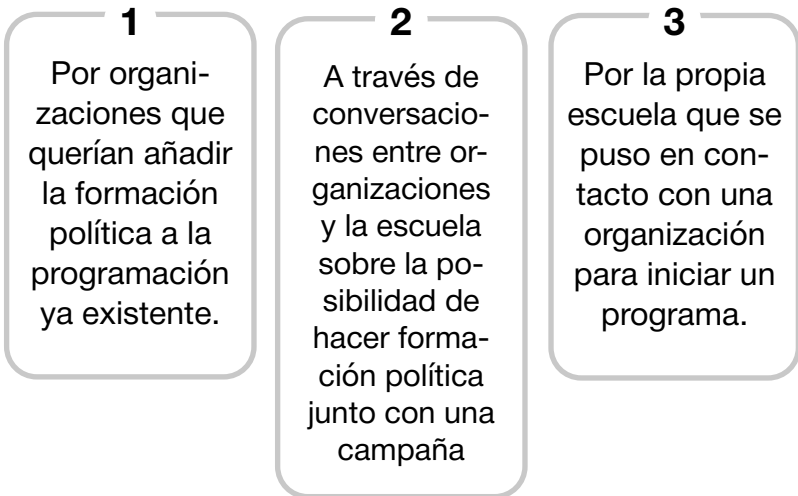 1
Por organi-
zaciones que
querían añadir
la formación
política a la
programación
ya existente.
2
A través de
conversacio-
nes entre or-
ganizaciones
y la escuela
sobre la po-
sibilidad de
hacer forma-
ción política
junto con una
campaña
3
Por la propia
escuela que se
puso en con-
tacto con una
organización
para iniciar un
programa.